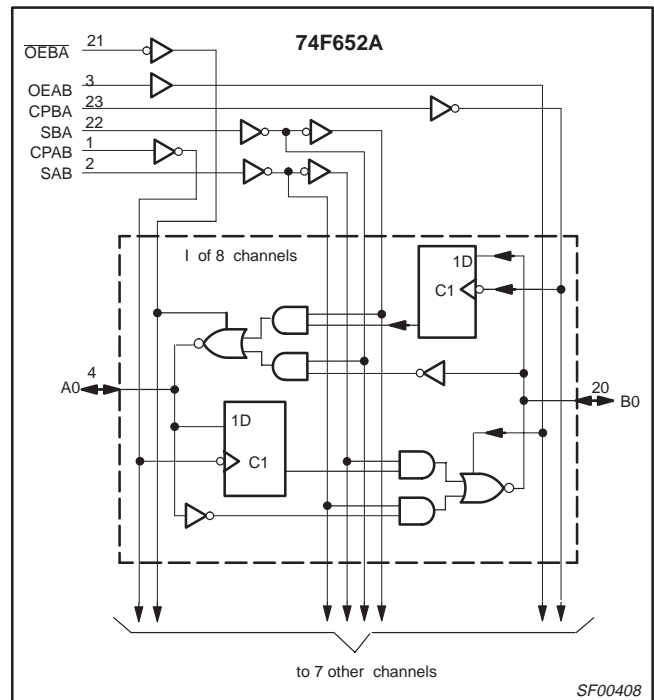 74F652A
OEBA 21
OEAB 3
CPBA 23
SBA 22
CPAB 1
SAB 2
I of 8 channels
1D
C1
A0 4
20 B0
1D
C1
to 7 other channels
SF00408